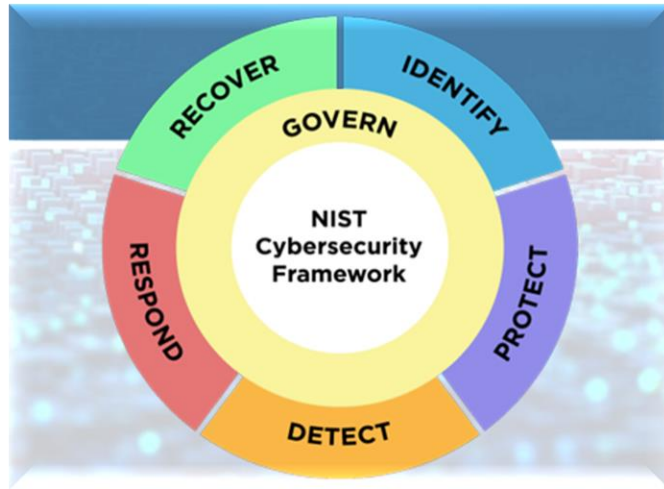 RECOVER
IDENTIFY
GOVERN
NIST
Cybersecurity
Framework
RESPOND
PROTECT
DETECT